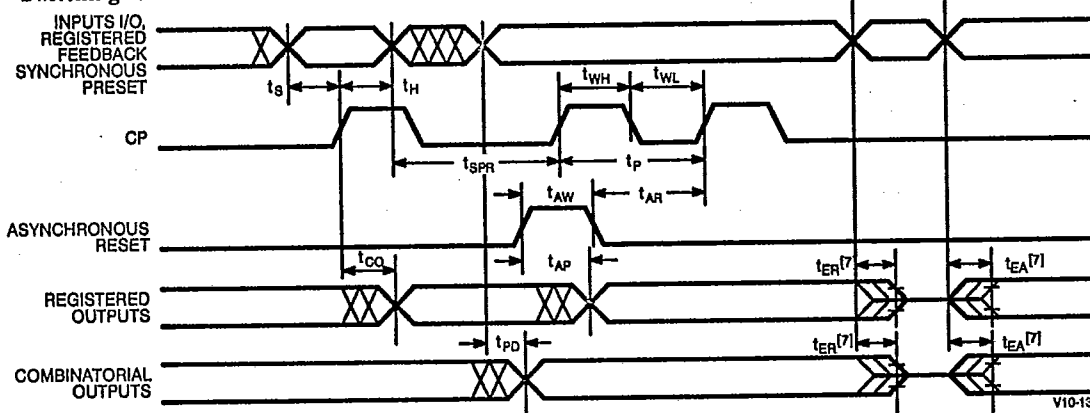 INPUTS I/O,
REGISTERED
FEEDBACK
SYNCHRONOUS
PRESET
tS
tH
tWH
tWL
CP
tSPR
tP
tAW
tAR
ASYNCHRONOUS
RESET
tCO
tAP
tER[7]
tEA[7]
REGISTERED
OUTPUTS
tPD
tER[7]
tEA[7]
COMBINATORIAL
OUTPUTS
V10-13